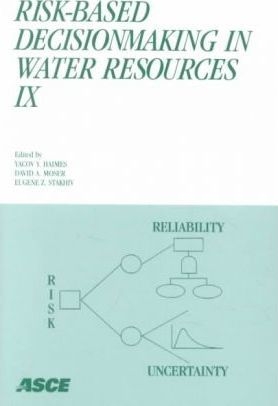 RISK-BASED
DECISIONMAKING IN
WATER RESOURCES
IX
Edited by
YACOV Y. HAIMES
DAVID A. MOSER
EUGENE Z. STAKHIV
RELIABILITY
RISK
UNCERTAINTY
ASCE